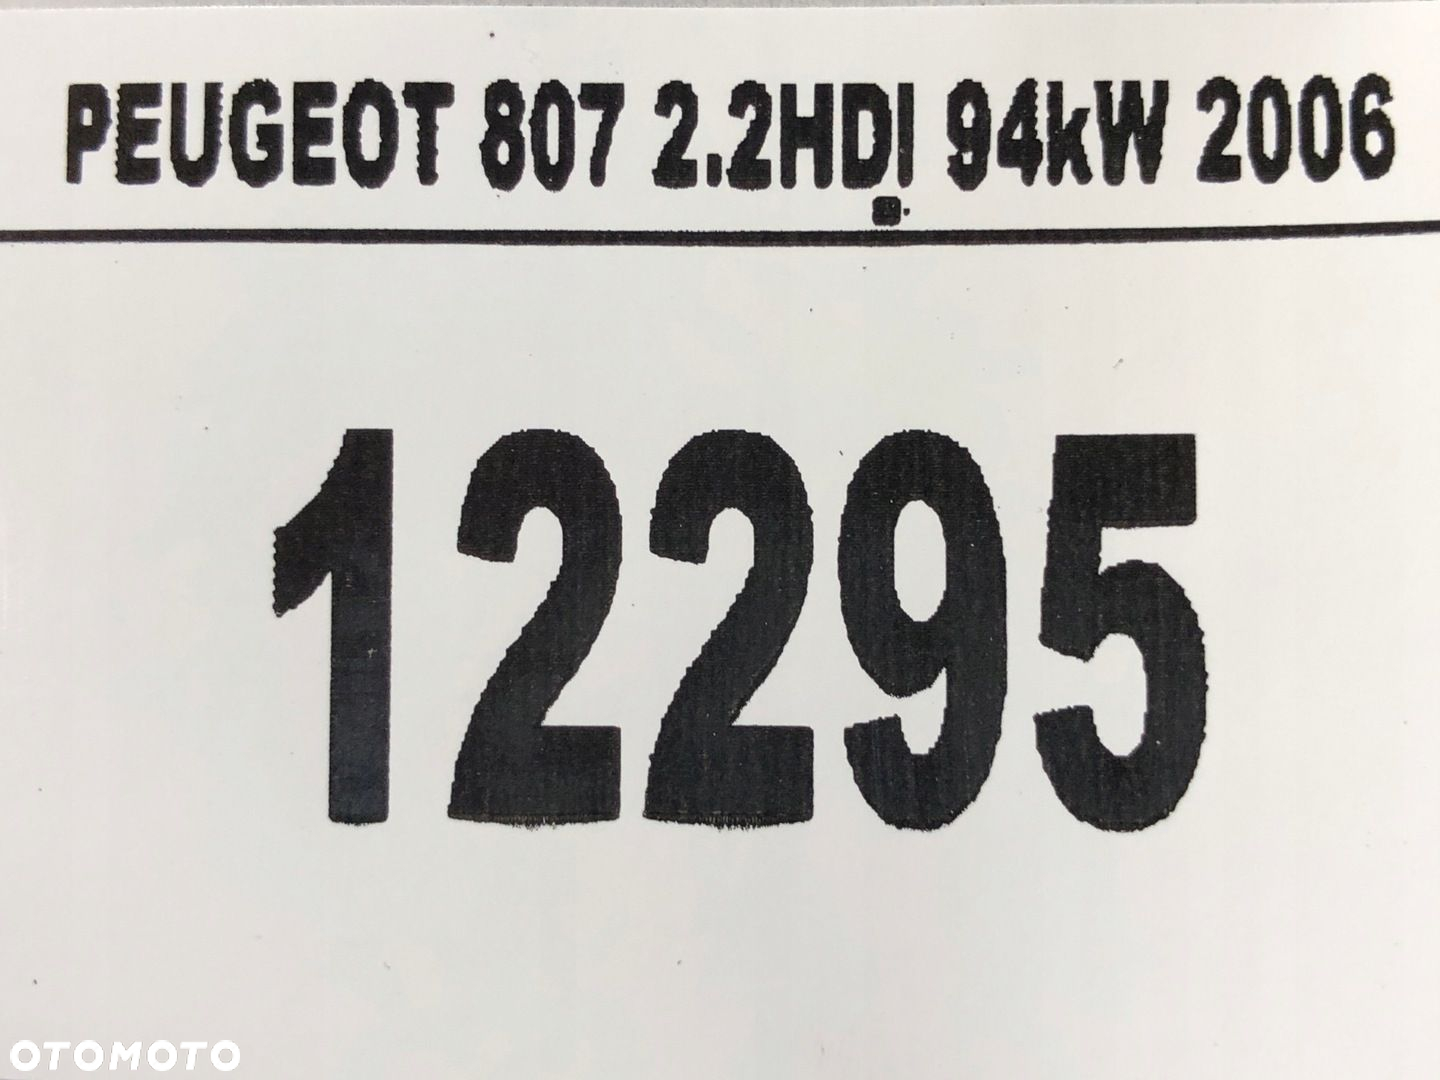 PEUGEOT 807 2.2HDI 94kW 2006
12295
OTOMOTO